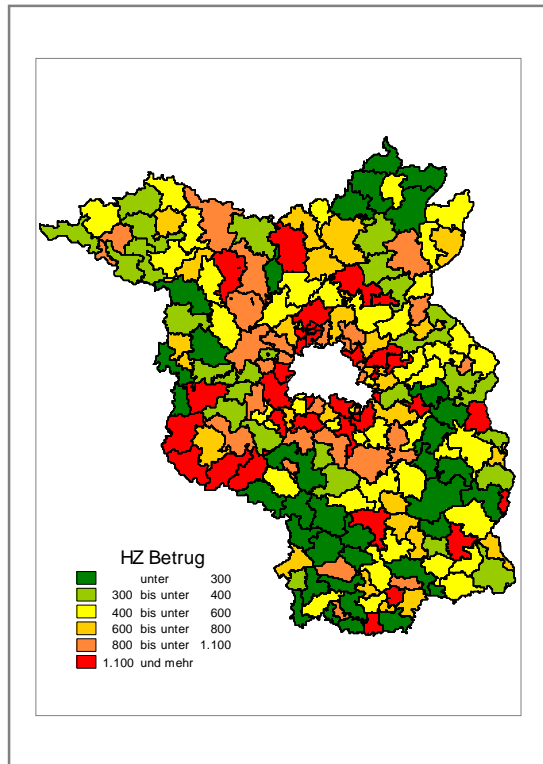 HZ Betrug
unter 300
300 bis unter 400
400 bis unter 600
600 bis unter 800
800 bis unter 1.100
1.100 und mehr